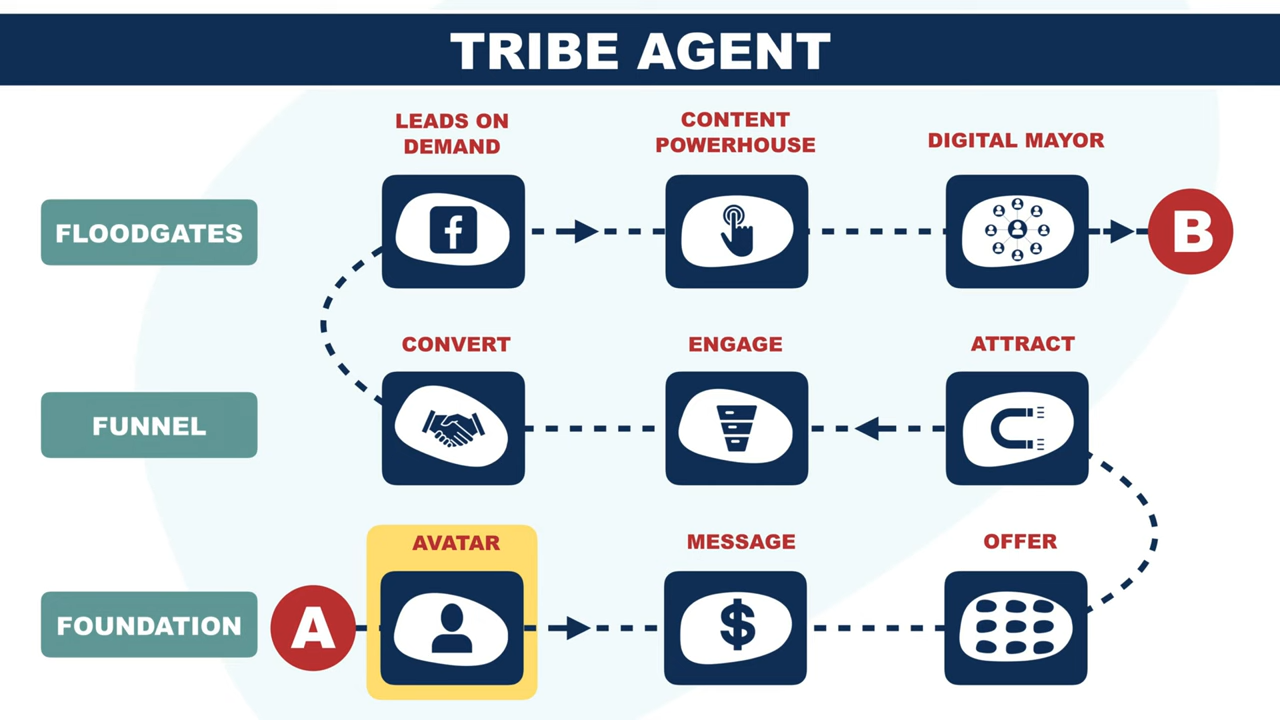 TRIBE AGENT
LEADS ON
DEMAND
CONTENT
POWERHOUSE
DIGITAL MAYOR
FLOODGATES
f
B
CONVERT
ENGAGE
ATTRACT
FUNNEL
AVATAR
MESSAGE
OFFER
FOUNDATION
A
$